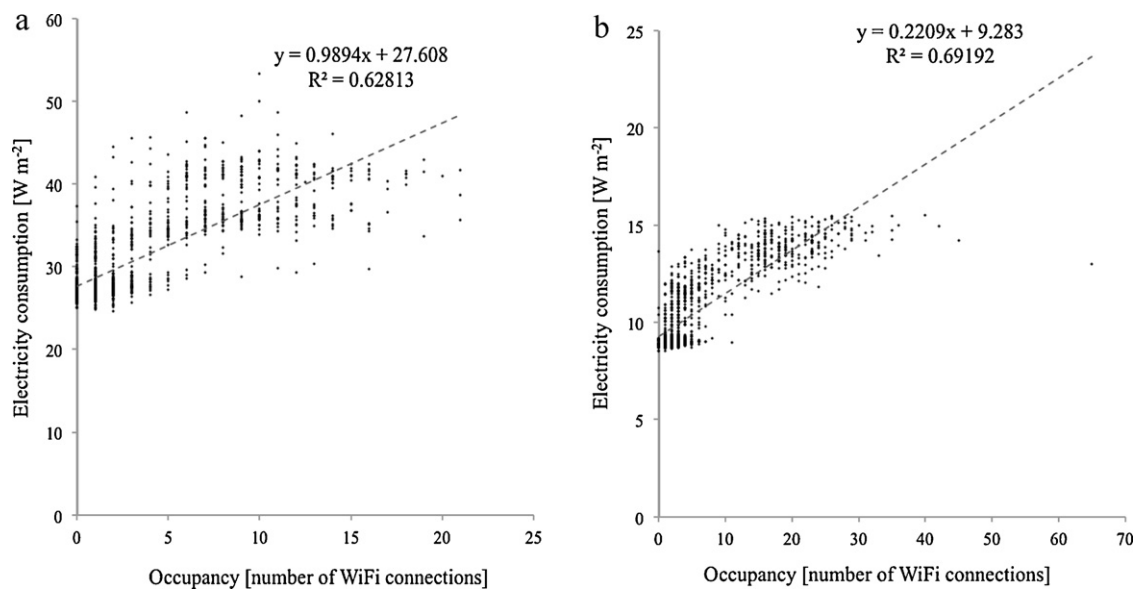 a
y = 0.9894x + 27.608
R² = 0.62813
Electricity consumption [W m⁻²]
60
50
40
30
20
10
0
0 5 10 15 20 25
Occupancy [number of WiFi connections]
b
y = 0.2209x + 9.283
R² = 0.69192
Electricity consumption [W m⁻²]
25
20
15
10
5
0
0 10 20 30 40 50 60 70
Occupancy [number of WiFi connections]